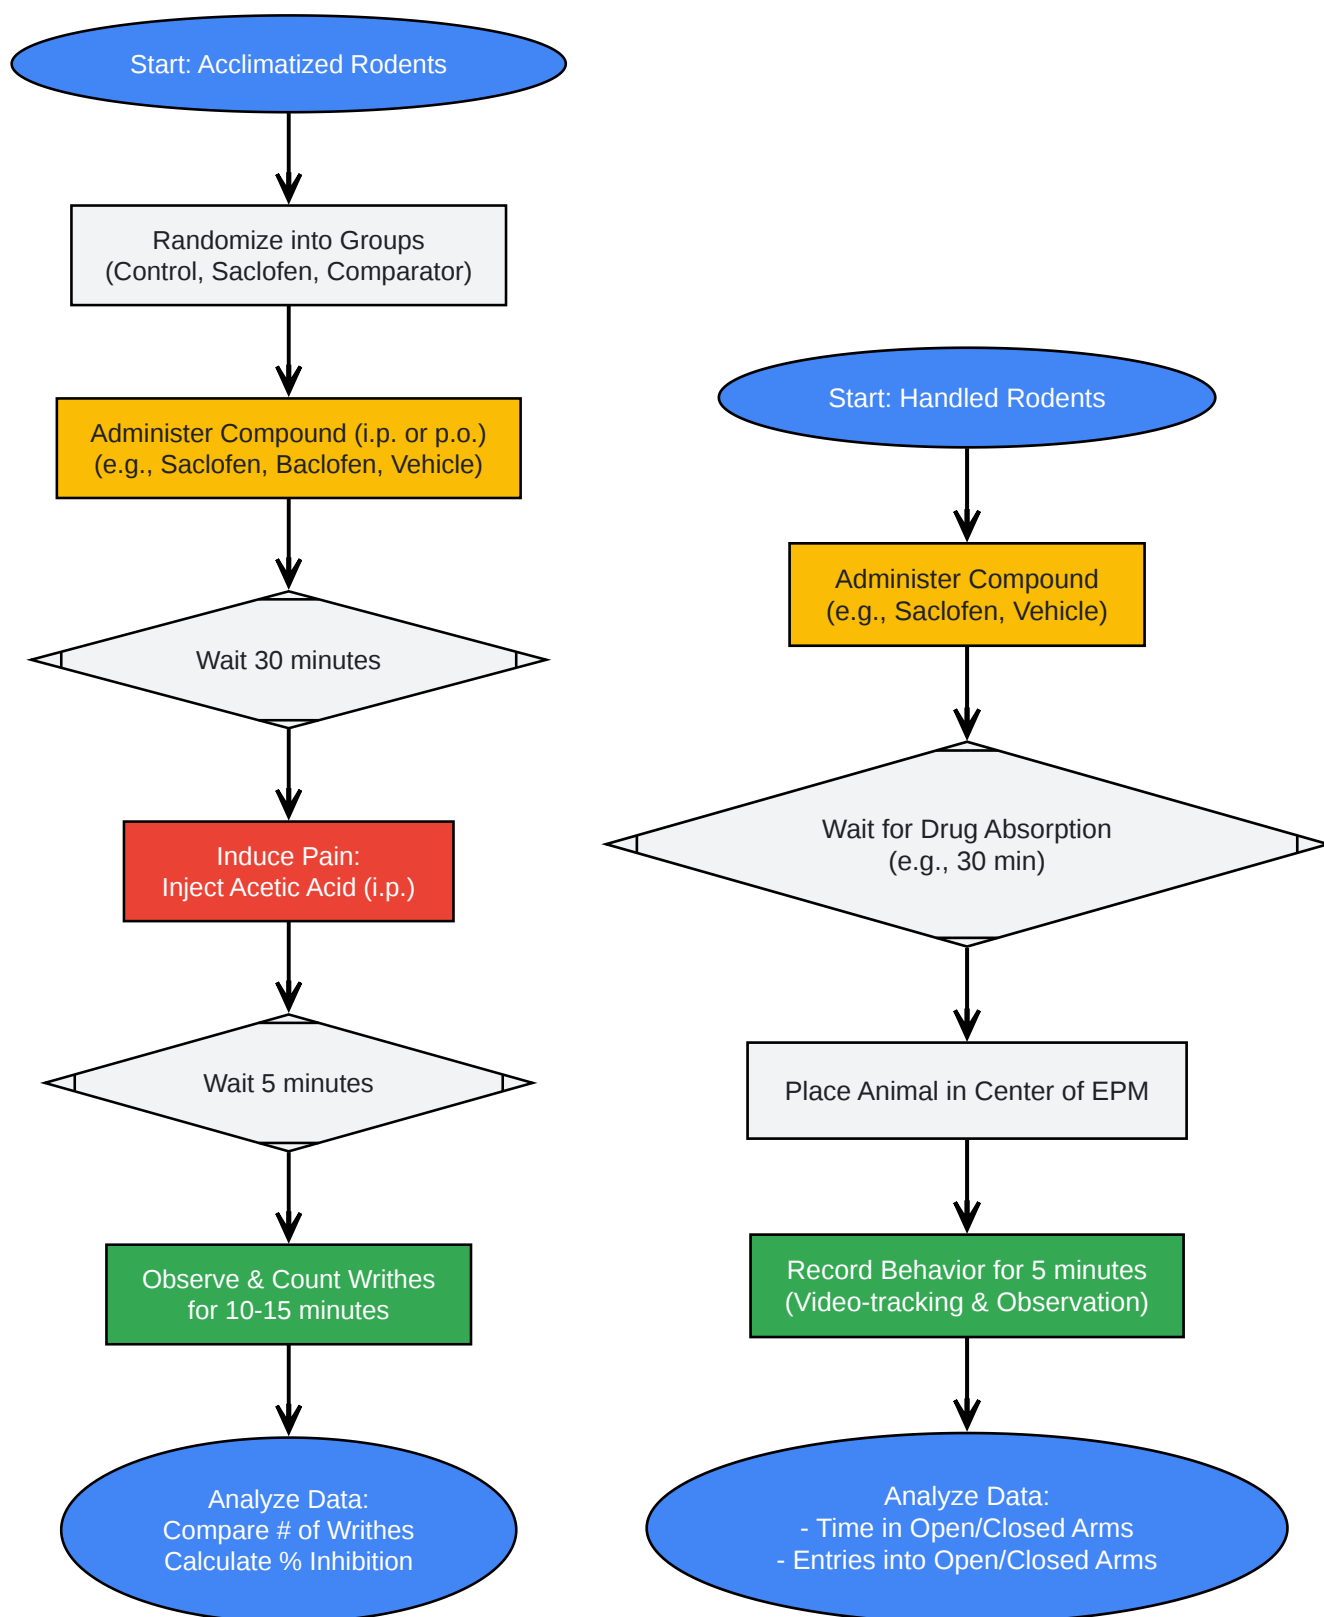 Start: Acclimatized Rodents
Randomize into Groups
(Control, Saclofen, Comparator)
Administer Compound (i.p. or p.o.)
(e.g., Saclofen, Baclofen, Vehicle)
Wait 30 minutes
Induce Pain:
Inject Acetic Acid (i.p.)
Wait 5 minutes
Observe & Count Writhes
for 10-15 minutes
Analyze Data:
Compare # of Writhes
Calculate % Inhibition
Start: Handled Rodents
Administer Compound
(e.g., Saclofen, Vehicle)
Wait for Drug Absorption
(e.g., 30 min)
Place Animal in Center of EPM
Record Behavior for 5 minutes
(Video-tracking & Observation)
Analyze Data:
- Time in Open/Closed Arms
- Entries into Open/Closed Arms